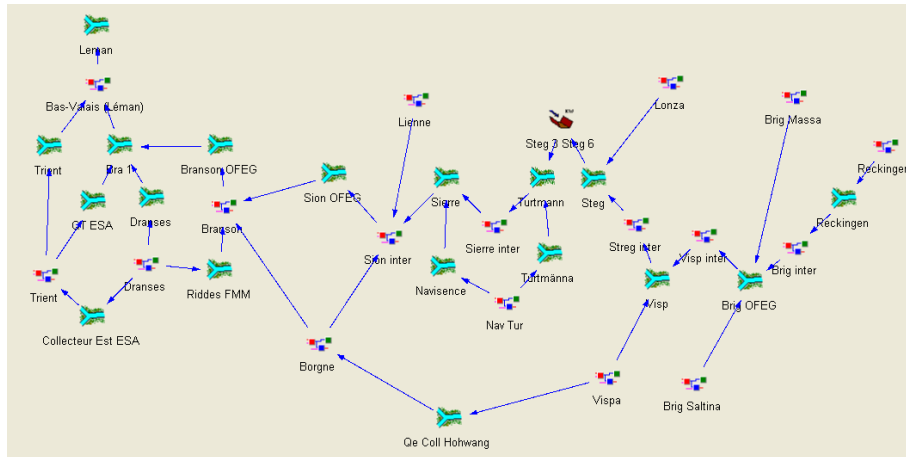 Leman
Bas-Valais (Léman)
Lienne
Lonza
Brig Massa
Trient
Bra 1
Branson OFEG
Steg 3 Steg 6
Reckingen
Sion OFEG
Sierre
Turtmann
Steg
GT ESA
Dranses
Branson
Reckingen
Sion inter
Sierre inter
Streg inter
Visp inter
Brig inter
Trient
Dranses
Riddes FMM
Navisence
Turtmänna
Visp
Brig OFEG
Nav Tur
Collecteur Est ESA
Borgne
Vispa
Brig Saltina
Qe Coll Hohwang